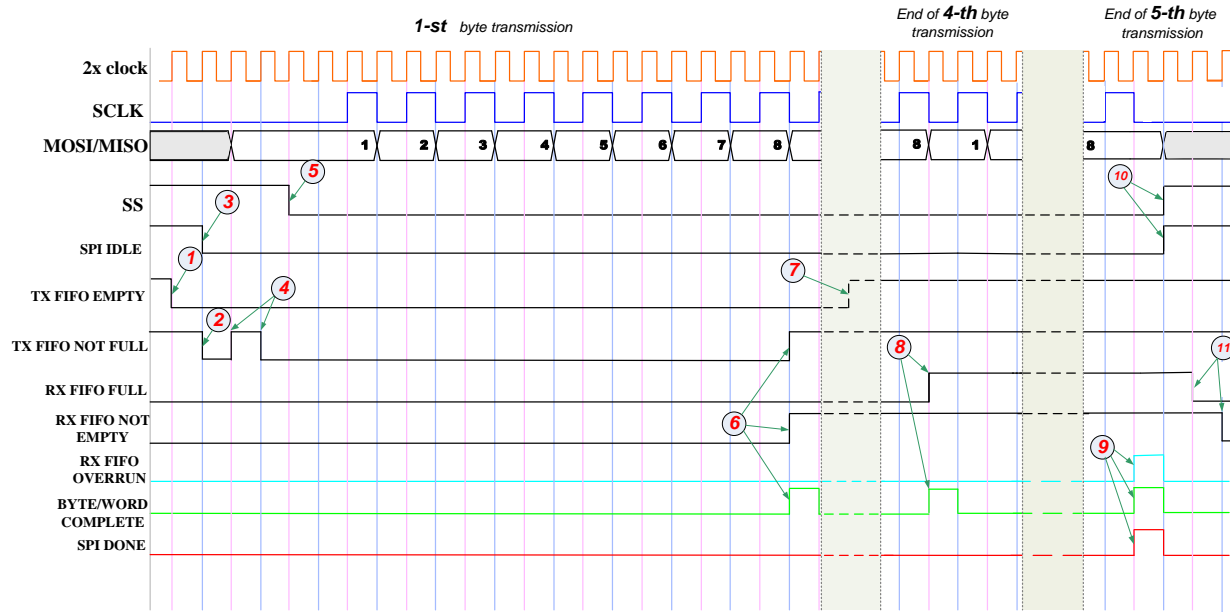 1-st byte transmission
End of 4-th byte
transmission
End of 5-th byte
transmission
2x clock
SCLK
MOSI/MISO
1 2 3 4 5 6 7 8 8 1 8
5
10
SS
3
SPI IDLE
1
7
4
TX FIFO EMPTY
2
TX FIFO NOT FULL
8
11
RX FIFO FULL
6
RX FIFO NOT
EMPTY
9
RX FIFO
OVERRUN
BYTE/WORD
COMPLETE
SPI DONE